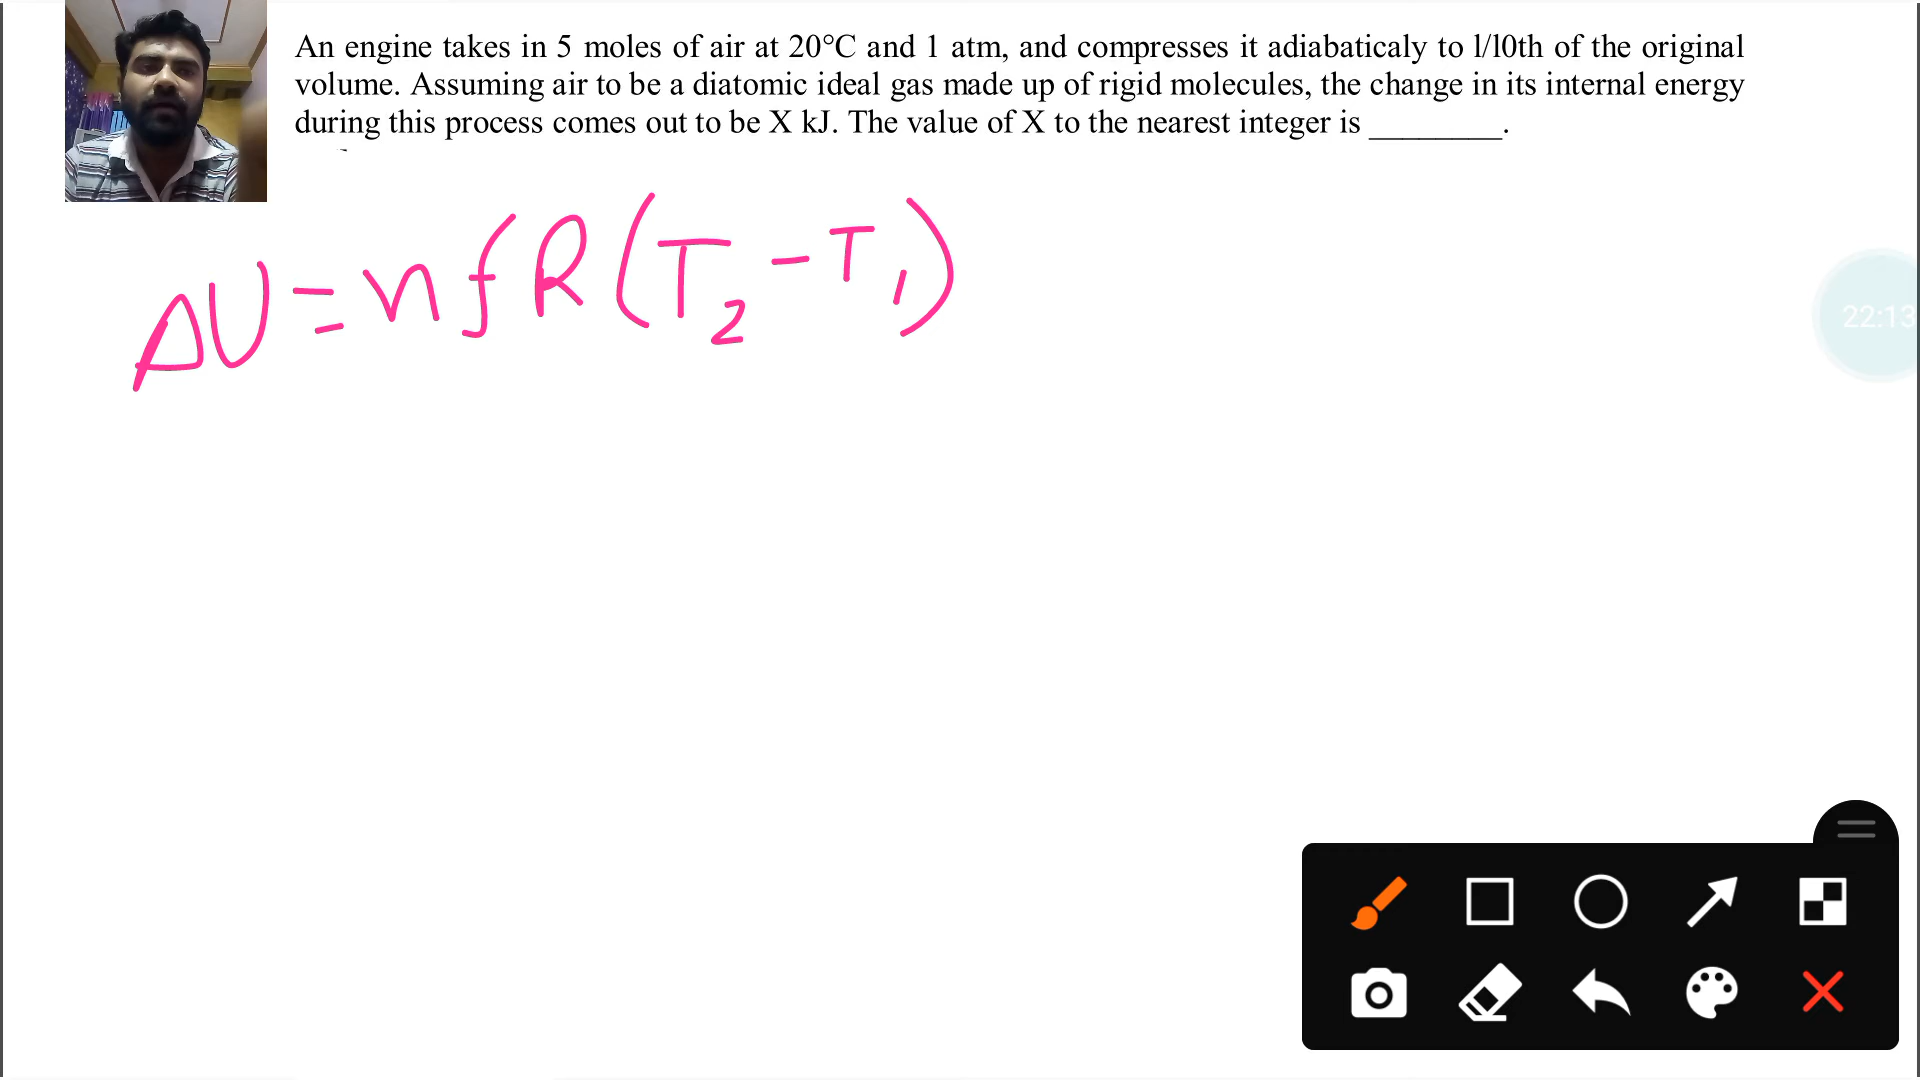 An engine takes in 5 moles of air at 20°C and 1 atm, and compresses it adiabaticaly to l/l0th of the original
volume. Assuming air to be a diatomic ideal gas made up of rigid molecules, the change in its internal energy
during this process comes out to be X kJ. The value of X to the nearest integer is ________.
ΔU = n f R (T₂ - T₁)
22:13